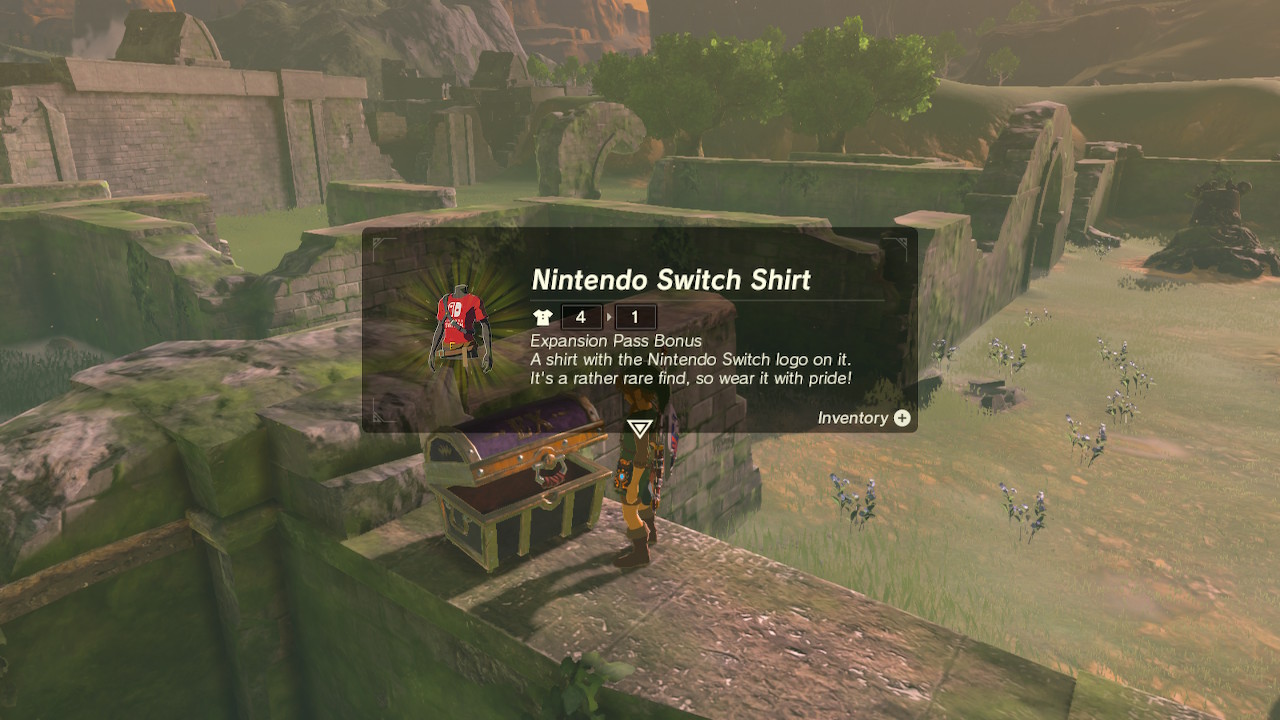 Nintendo Switch Shirt
4 1
Expansion Pass Bonus
A shirt with the Nintendo Switch logo on it.
It's a rather rare find, so wear it with pride!
Inventory